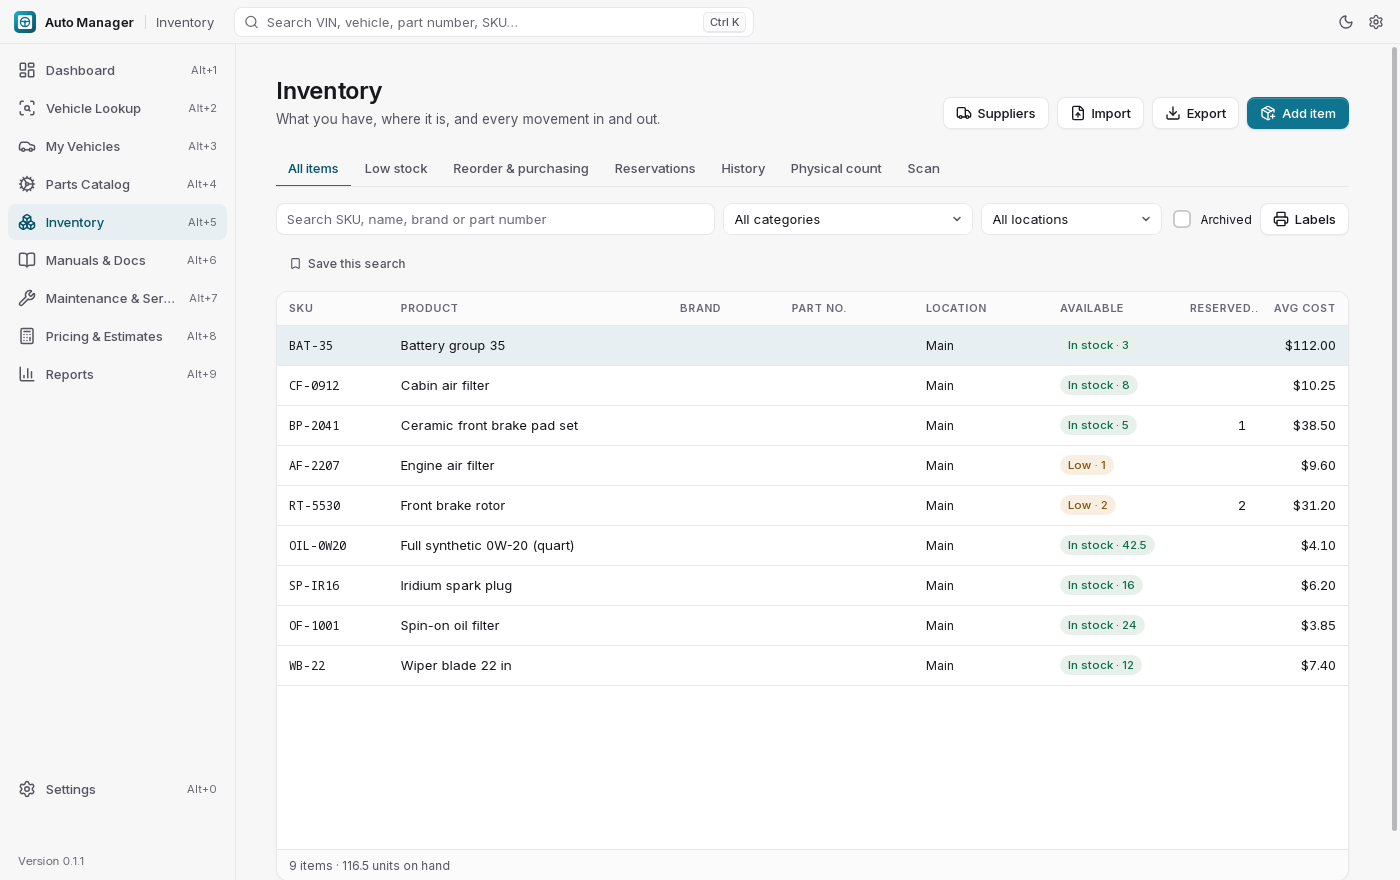 Auto Manager Inventory Search VIN, vehicle, part number, SKU… Ctrl K
Dashboard Alt+1
Vehicle Lookup Alt+2
My Vehicles Alt+3
Parts Catalog Alt+4
Inventory Alt+5
Manuals & Docs Alt+6
Maintenance & Ser… Alt+7
Pricing & Estimates Alt+8
Reports Alt+9
Settings Alt+0
Version 0.1.1
Inventory
What you have, where it is, and every movement in and out.
Suppliers Import Export Add item
All items Low stock Reorder & purchasing Reservations History Physical count Scan
Search SKU, name, brand or part number All categories All locations Archived Labels
Save this search
SKU PRODUCT BRAND PART NO. LOCATION AVAILABLE RESERVED.. AVG COST
BAT-35 Battery group 35 Main In stock · 3 $112.00
CF-0912 Cabin air filter Main In stock · 8 $10.25
BP-2041 Ceramic front brake pad set Main In stock · 5 1 $38.50
AF-2207 Engine air filter Main Low · 1 $9.60
RT-5530 Front brake rotor Main Low · 2 2 $31.20
OIL-0W20 Full synthetic 0W-20 (quart) Main In stock · 42.5 $4.10
SP-IR16 Iridium spark plug Main In stock · 16 $6.20
OF-1001 Spin-on oil filter Main In stock · 24 $3.85
WB-22 Wiper blade 22 in Main In stock · 12 $7.40
9 items · 116.5 units on hand